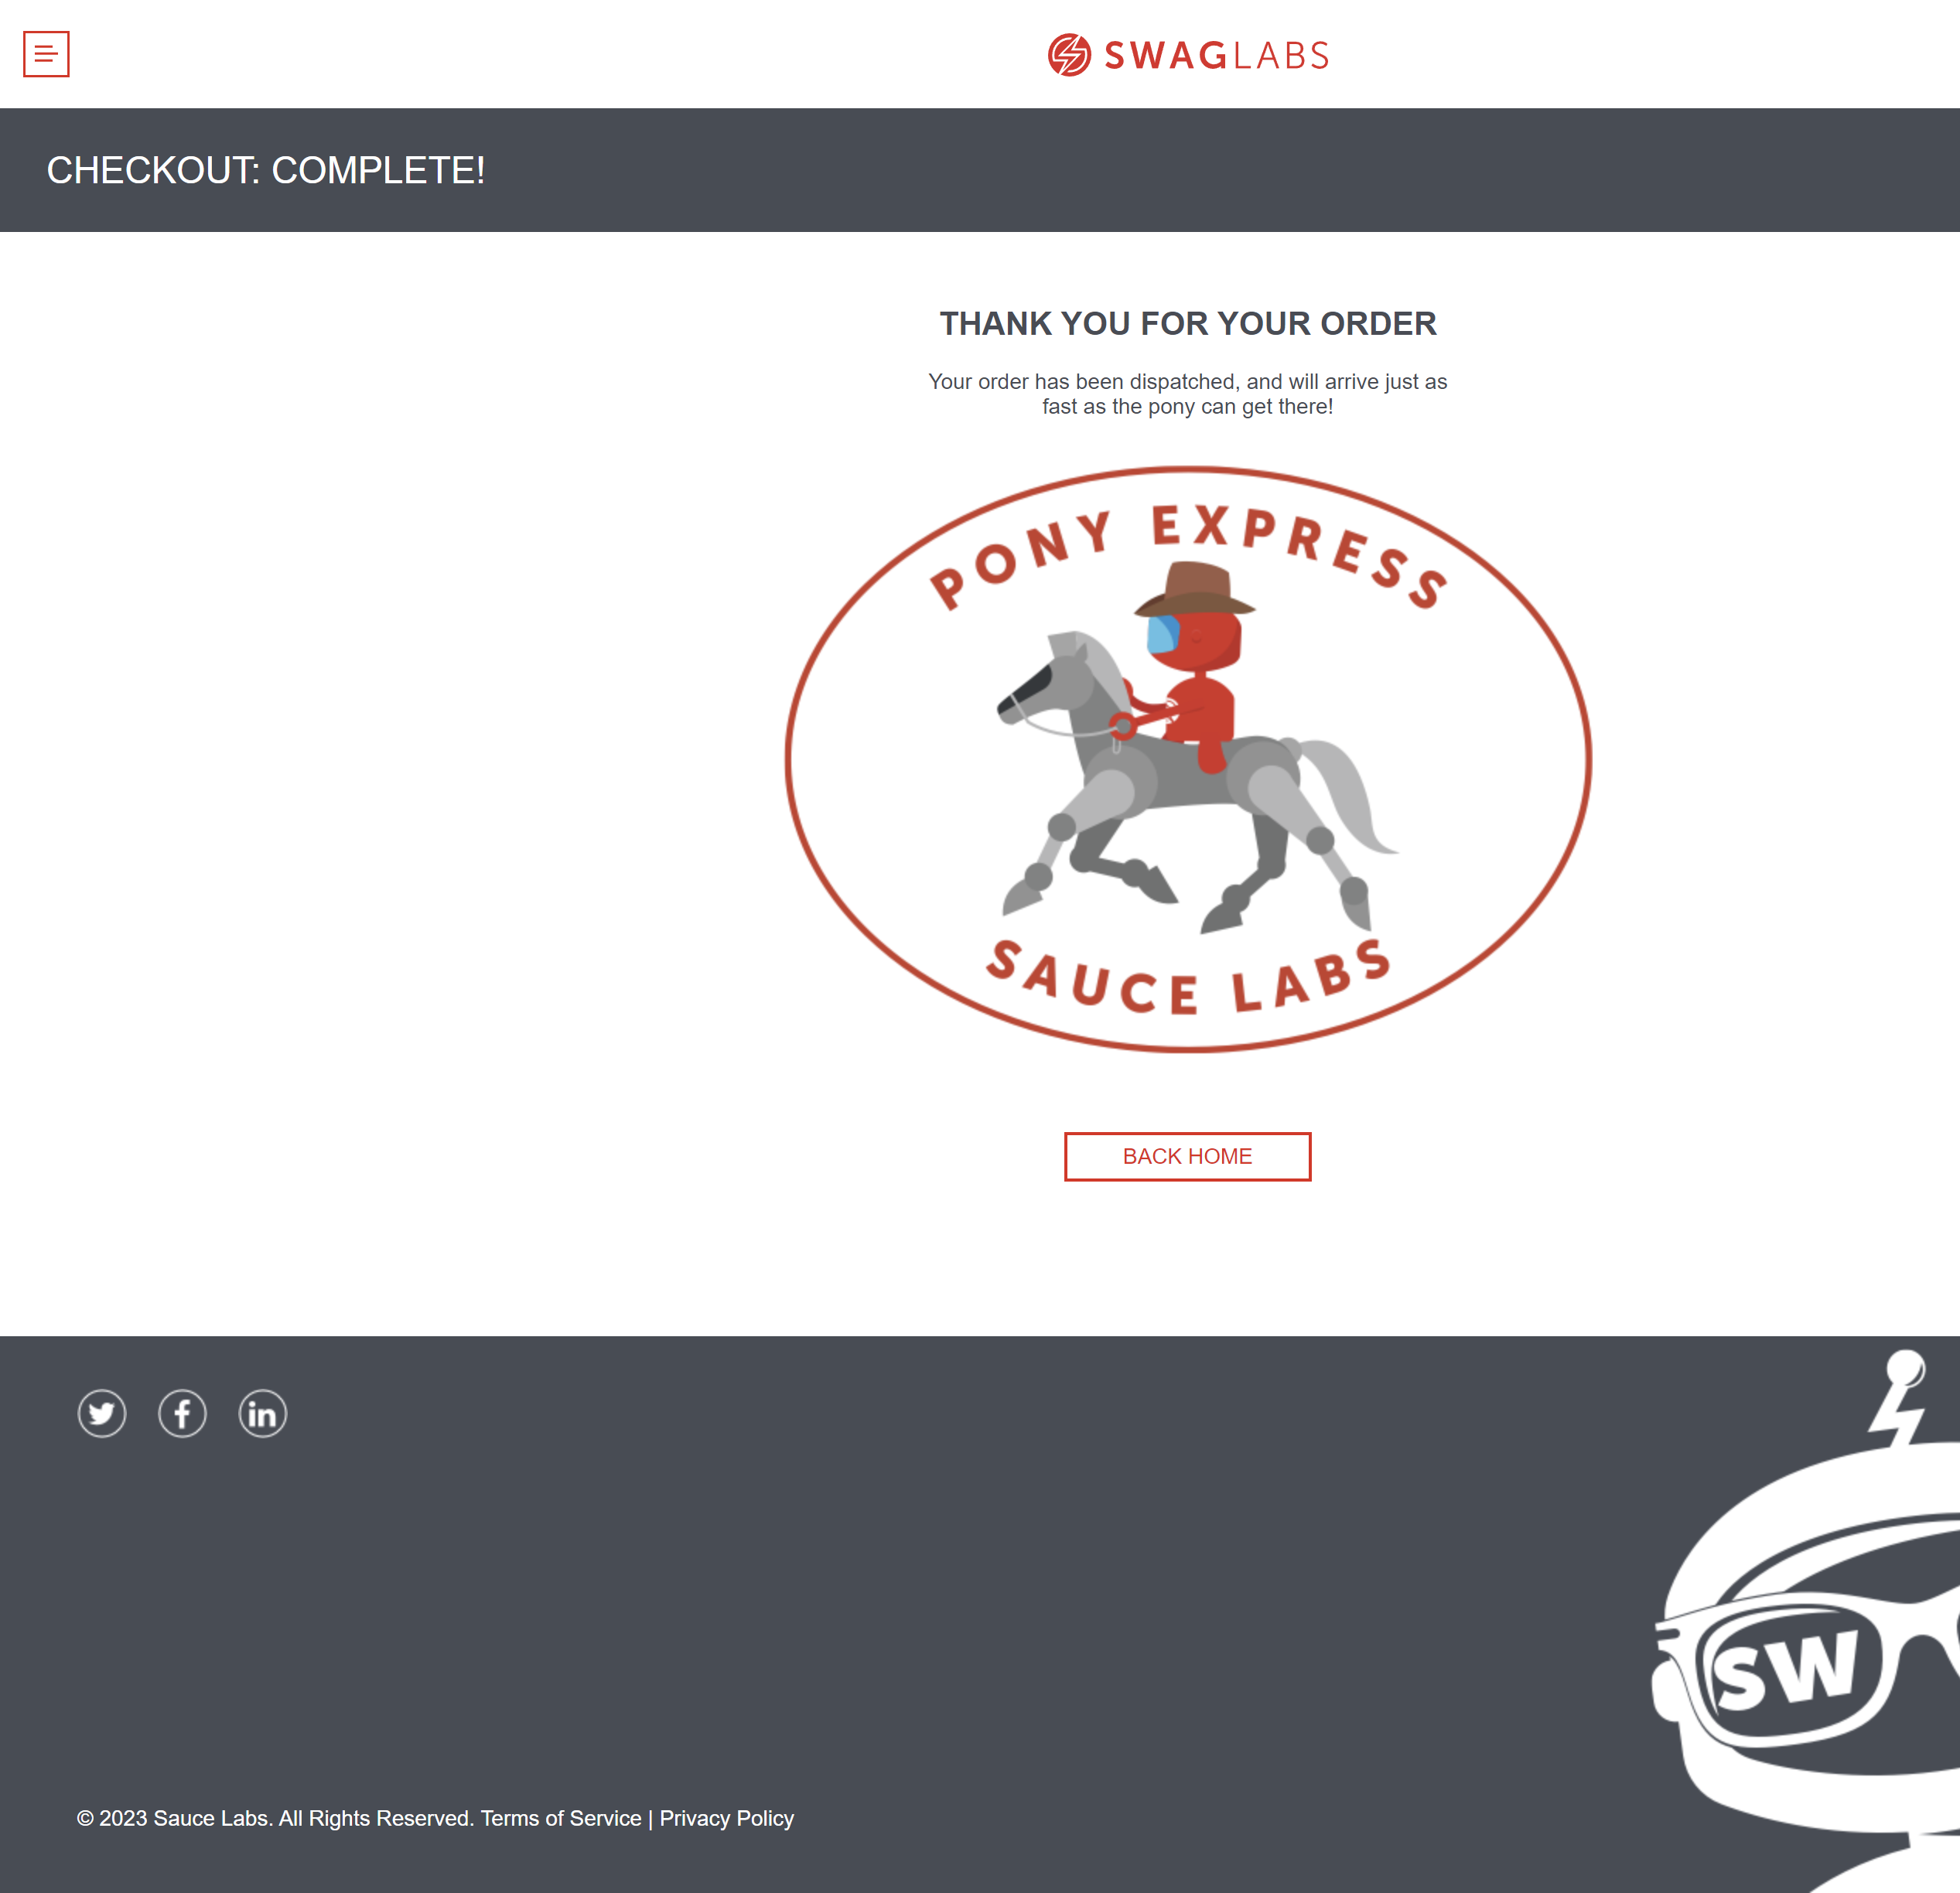 SWAGLABS
CHECKOUT: COMPLETE!
THANK YOU FOR YOUR ORDER
Your order has been dispatched, and will arrive just as
fast as the pony can get there!
PONY EXPRESS
SAUCE LABS
BACK HOME
SW
© 2023 Sauce Labs. All Rights Reserved. Terms of Service | Privacy Policy